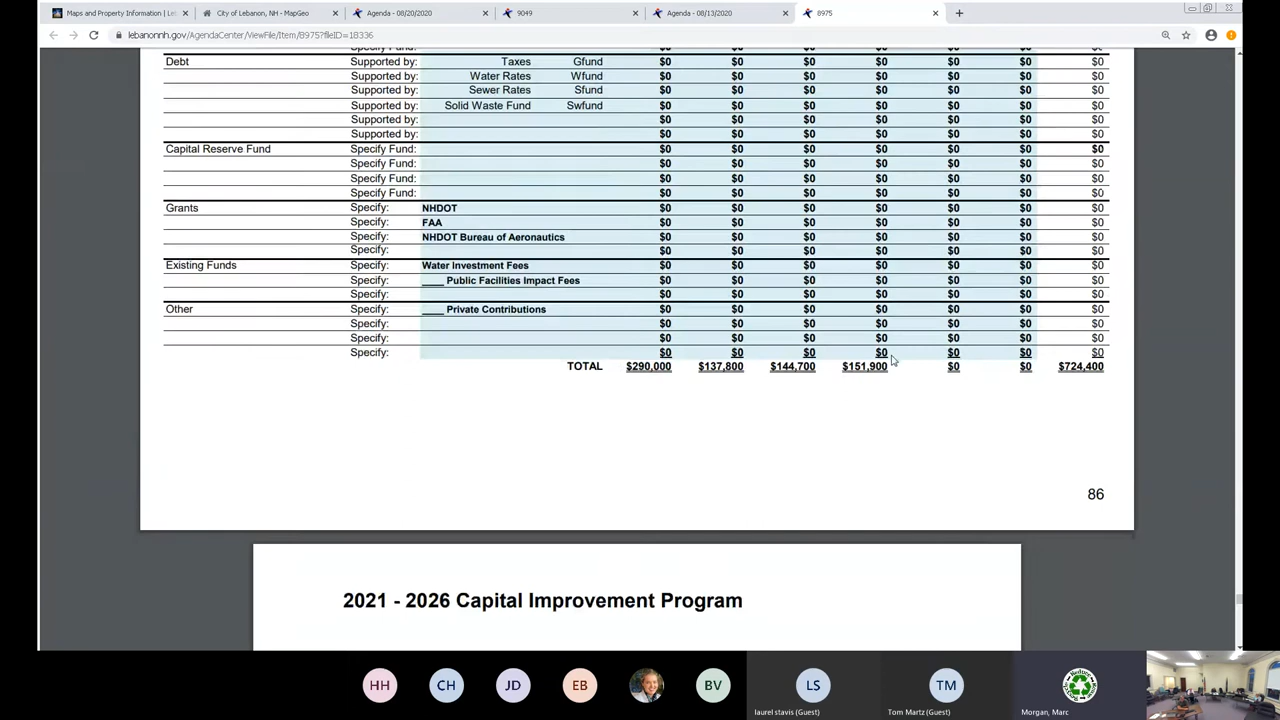 Maps and Property Information | Le
City of Lebanon, NH - MapGeo
Agenda - 08/20/2020
9049
Agenda - 08/13/2020
8975
lebanonnh.gov/AgendaCenter/ViewFile/Item/8975?fileID=18336
Specify Fund: $0 $0 $0 $0 $0 $0 $0
Debt Supported by: Taxes Gfund $0 $0 $0 $0 $0 $0 $0
Supported by: Water Rates Wfund $0 $0 $0 $0 $0 $0 $0
Supported by: Sewer Rates Sfund $0 $0 $0 $0 $0 $0 $0
Supported by: Solid Waste Fund Swfund $0 $0 $0 $0 $0 $0 $0
Supported by: $0 $0 $0 $0 $0 $0 $0
Supported by: $0 $0 $0 $0 $0 $0 $0
Capital Reserve Fund Specify Fund: $0 $0 $0 $0 $0 $0 $0
Specify Fund: $0 $0 $0 $0 $0 $0 $0
Specify Fund: $0 $0 $0 $0 $0 $0 $0
Specify Fund: $0 $0 $0 $0 $0 $0 $0
Grants Specify: NHDOT $0 $0 $0 $0 $0 $0 $0
Specify: FAA $0 $0 $0 $0 $0 $0 $0
Specify: NHDOT Bureau of Aeronautics $0 $0 $0 $0 $0 $0 $0
Specify: $0 $0 $0 $0 $0 $0 $0
Existing Funds Specify: Water Investment Fees $0 $0 $0 $0 $0 $0 $0
Specify: ____ Public Facilities Impact Fees $0 $0 $0 $0 $0 $0 $0
Specify: $0 $0 $0 $0 $0 $0 $0
Other Specify: ____ Private Contributions $0 $0 $0 $0 $0 $0 $0
Specify: $0 $0 $0 $0 $0 $0 $0
Specify: $0 $0 $0 $0 $0 $0 $0
Specify: $0 $0 $0 $0 $0 $0 $0
TOTAL $290,000 $137,800 $144,700 $151,900 $0 $0 $724,400
86
2021 - 2026 Capital Improvement Program
HH
CH
JD
EB
BV
LS
laurel stavis (Guest)
TM
Tom Martz (Guest)
Morgan, Marc